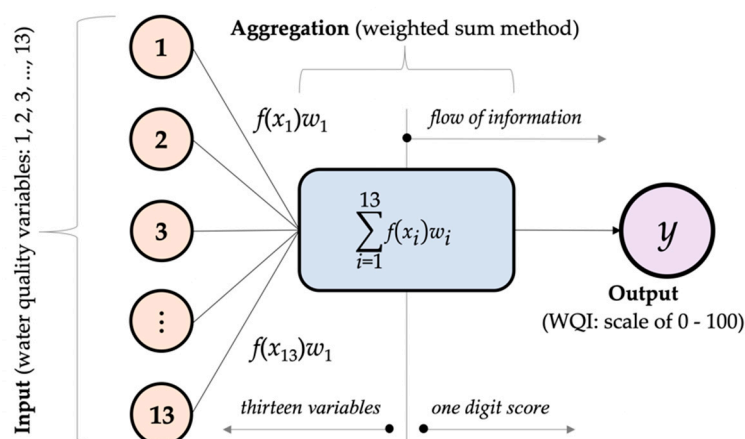 Aggregation (weighted sum method)
Input (water quality variables: 1, 2, 3, ..., 13)
1
2
3
⋮
13
f(x₁)w₁
f(x₁₃)w₁
flow of information
13
∑f(xᵢ)wᵢ
i=1
y
Output
(WQI: scale of 0 - 100)
thirteen variables
one digit score